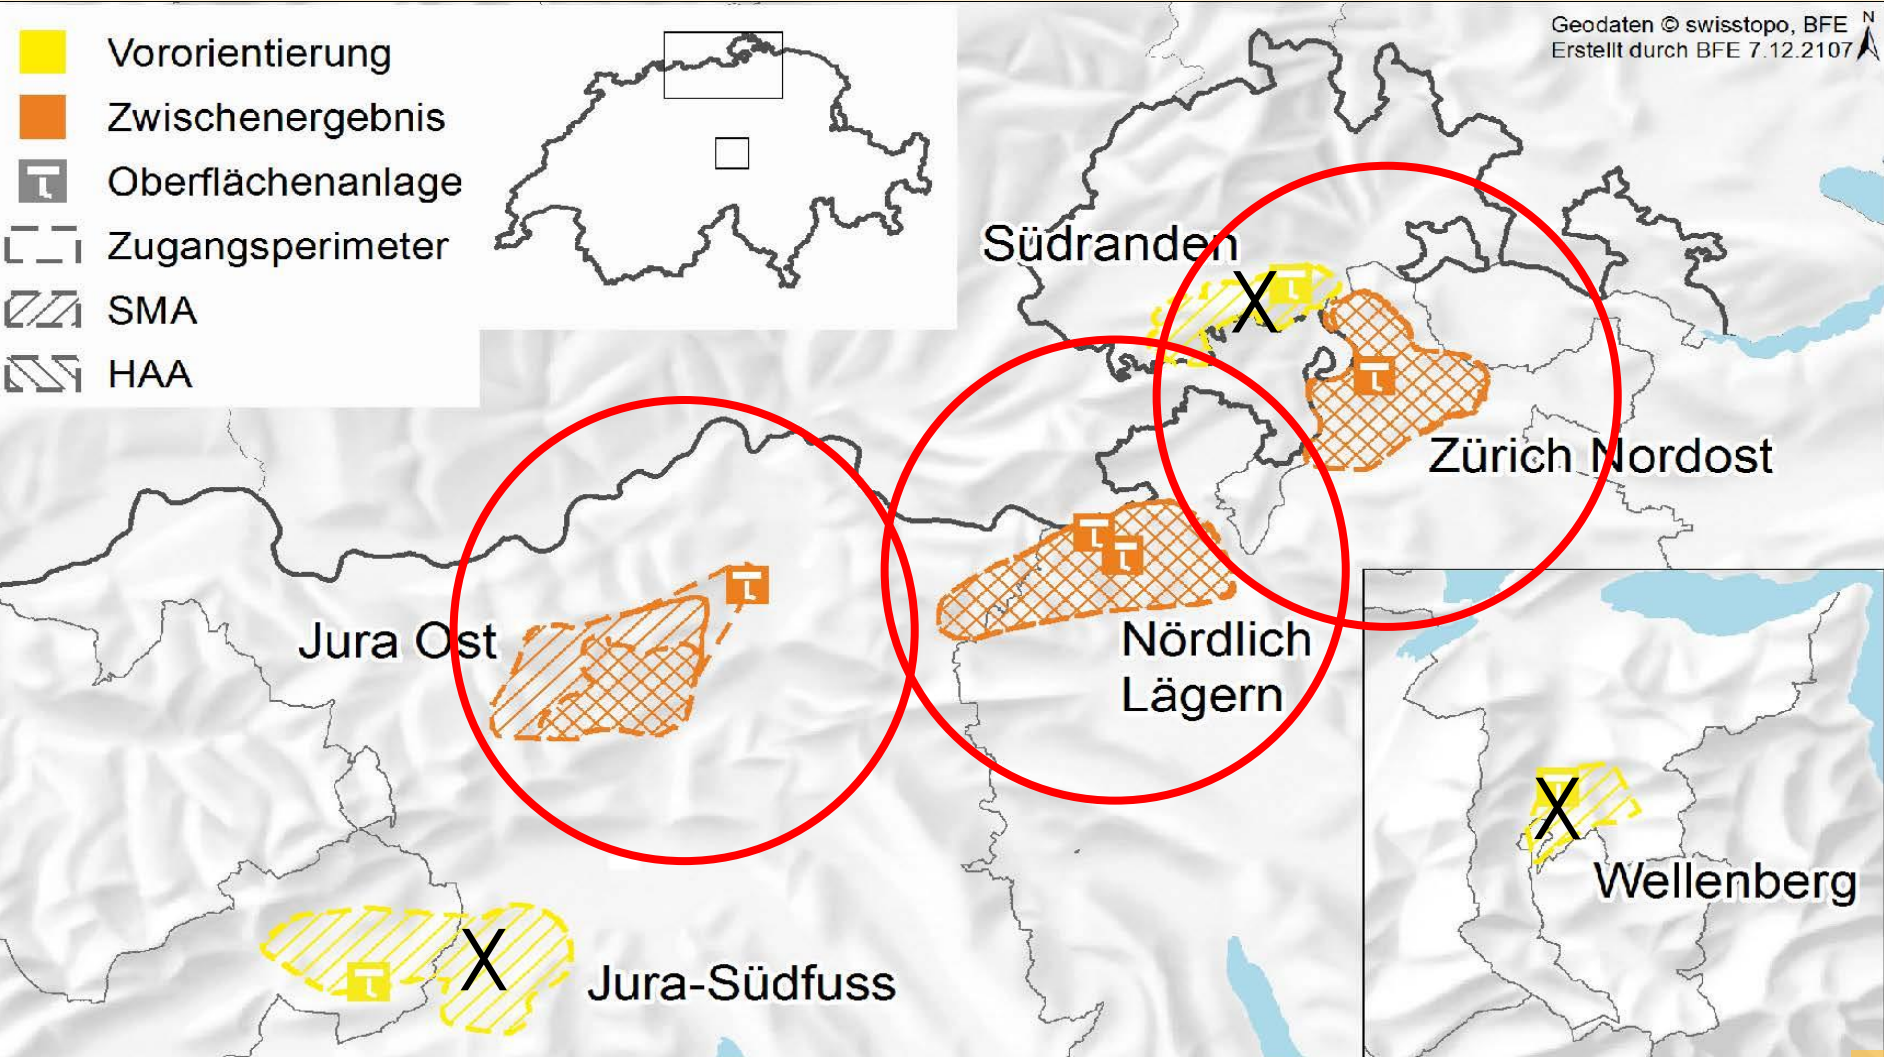 Vororientierung
Zwischenergebnis
Oberflächenanlage
Zugangsperimeter
SMA
HAA
Geodaten © swisstopo, BFE
Erstellt durch BFE 7.12.2107
N
Südranden
X
Zürich Nordost
Jura Ost
Nördlich
Lägern
X
Wellenberg
X
Jura-Südfuss